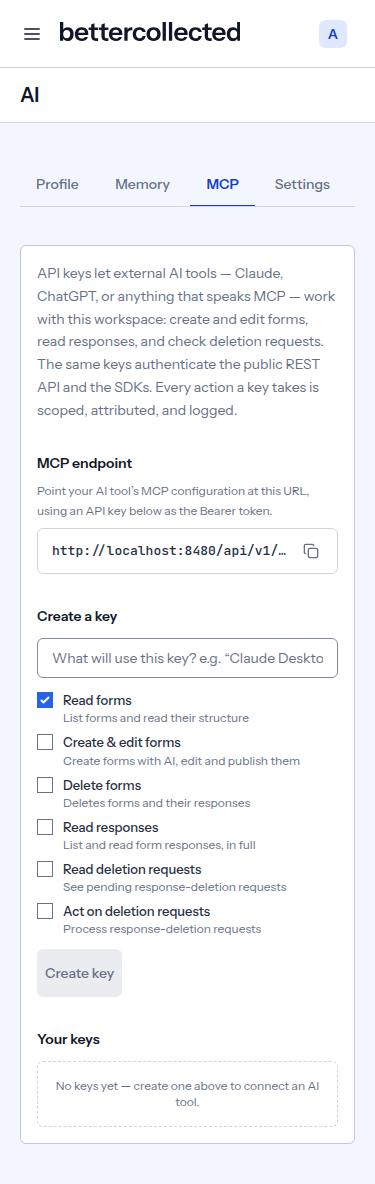 bettercollected
A
AI
Profile
Memory
MCP
Settings
API keys let external AI tools — Claude,
ChatGPT, or anything that speaks MCP — work
with this workspace: create and edit forms,
read responses, and check deletion requests.
The same keys authenticate the public REST
API and the SDKs. Every action a key takes is
scoped, attributed, and logged.
MCP endpoint
Point your AI tool's MCP configuration at this URL,
using an API key below as the Bearer token.
http://localhost:8480/api/v1/…
Create a key
What will use this key? e.g. “Claude Deskto
Read forms
List forms and read their structure
Create & edit forms
Create forms with AI, edit and publish them
Delete forms
Deletes forms and their responses
Read responses
List and read form responses, in full
Read deletion requests
See pending response-deletion requests
Act on deletion requests
Process response-deletion requests
Create key
Your keys
No keys yet — create one above to connect an AI
tool.